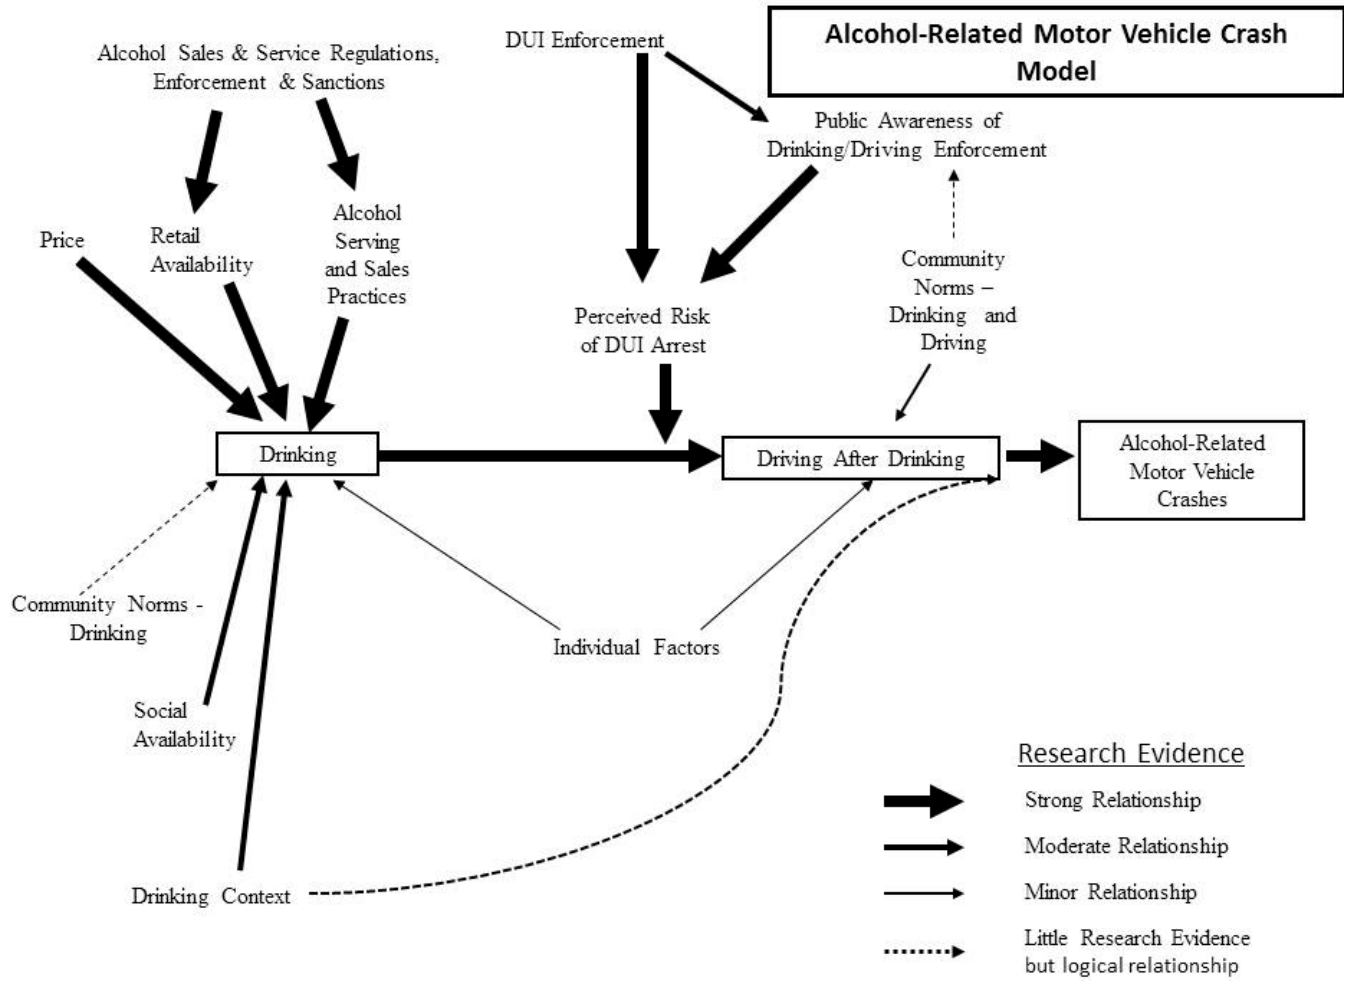 Alcohol-Related Motor Vehicle Crash
Model
Alcohol Sales & Service Regulations,
Enforcement & Sanctions
DUI Enforcement
Public Awareness of
Drinking/Driving Enforcement
Price
Retail
Availability
Alcohol
Serving
and Sales
Practices
Perceived Risk
of DUI Arrest
Community
Norms –
Drinking and
Driving
Drinking
Driving After Drinking
Alcohol-Related
Motor Vehicle
Crashes
Community Norms -
Drinking
Individual Factors
Social
Availability
Drinking Context
Research Evidence
Strong Relationship
Moderate Relationship
Minor Relationship
Little Research Evidence
but logical relationship